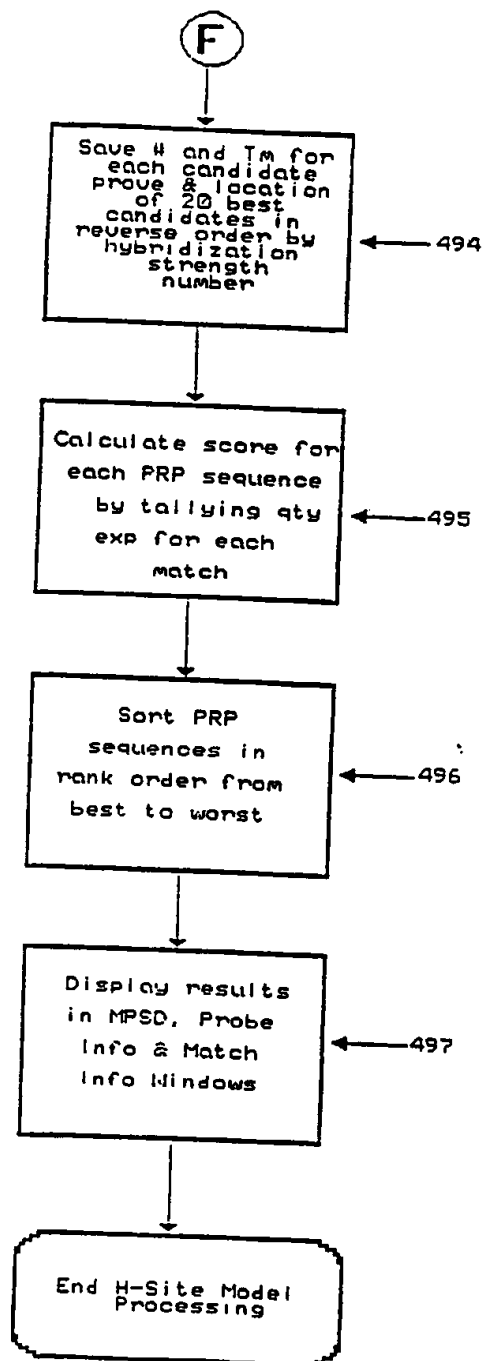 F
Save # and Tm for
each candidate
prove & location
of 20 best
candidates in
reverse order by
hybridization
strength
number
494
Calculate score for
each PRP sequence
by tallying qty
exp for each
match
495
Sort PRP
sequences in
rank order from
best to worst
496
Display results
in MPSD, Probe
Info & Match
Info Windows
497
End H-Site Model
Processing